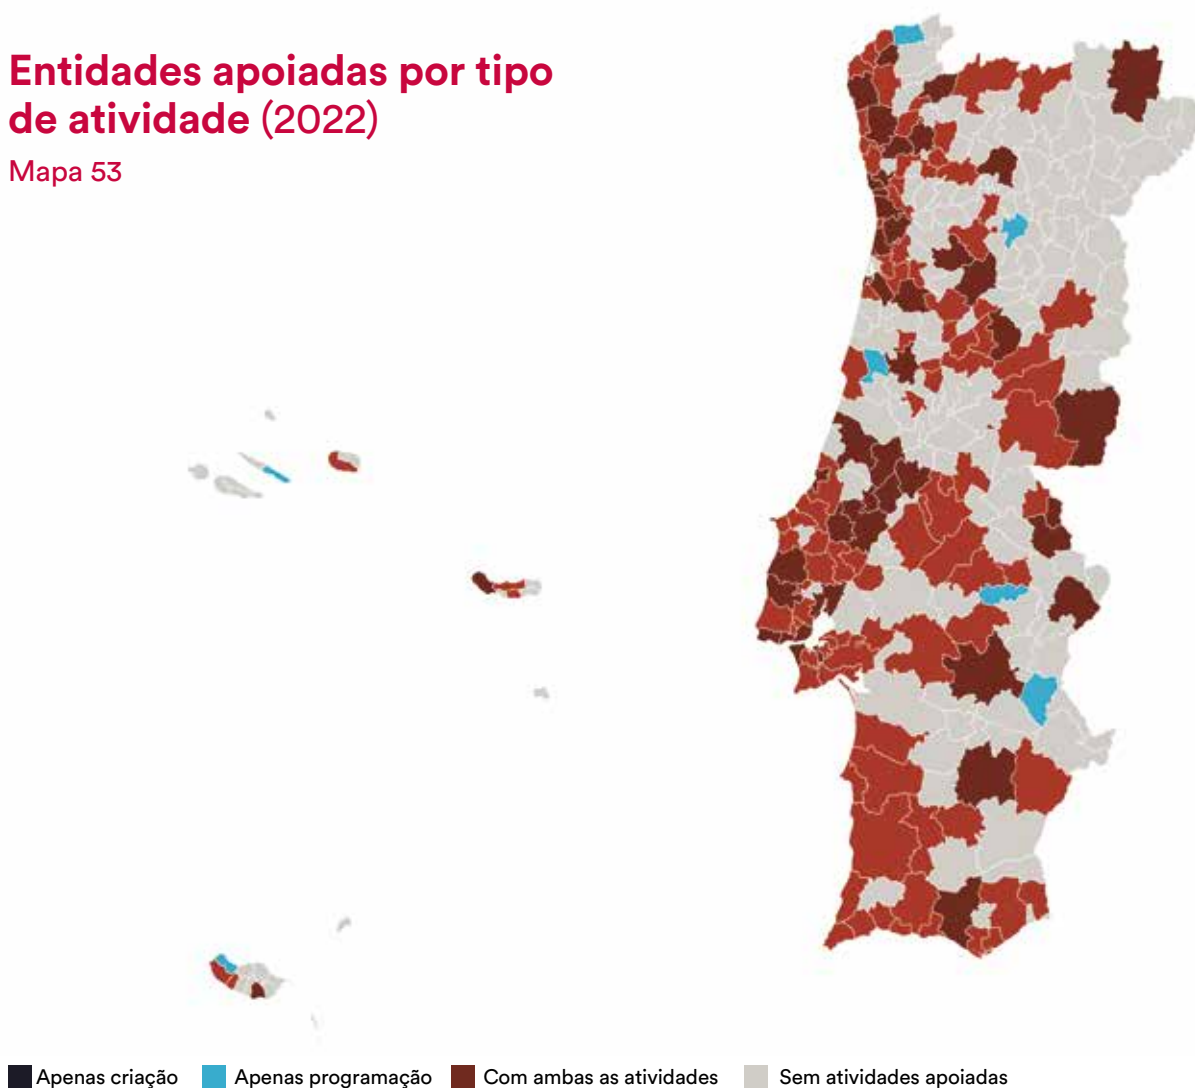 Entidades apoiadas por tipo
de atividade (2022)
Mapa 53
Apenas criação Apenas programação Com ambas as atividades Sem atividades apoiadas